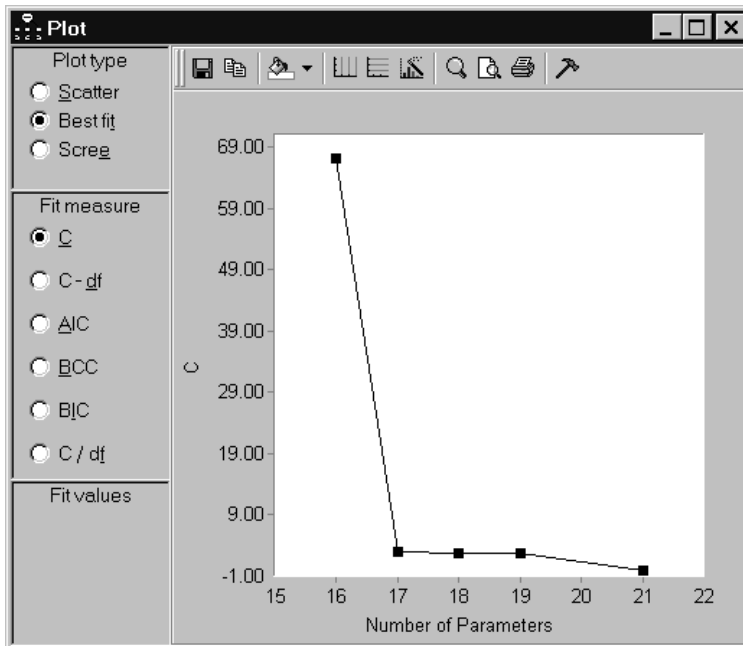 Plot
Plot type
Scatter
Best fit
Scree
Fit measure
C
C - df
AIC
BCC
BIC
C / df
Fit values
69.00
59.00
49.00
39.00
29.00
19.00
9.00
-1.00
C
15 16 17 18 19 20 21 22
Number of Parameters